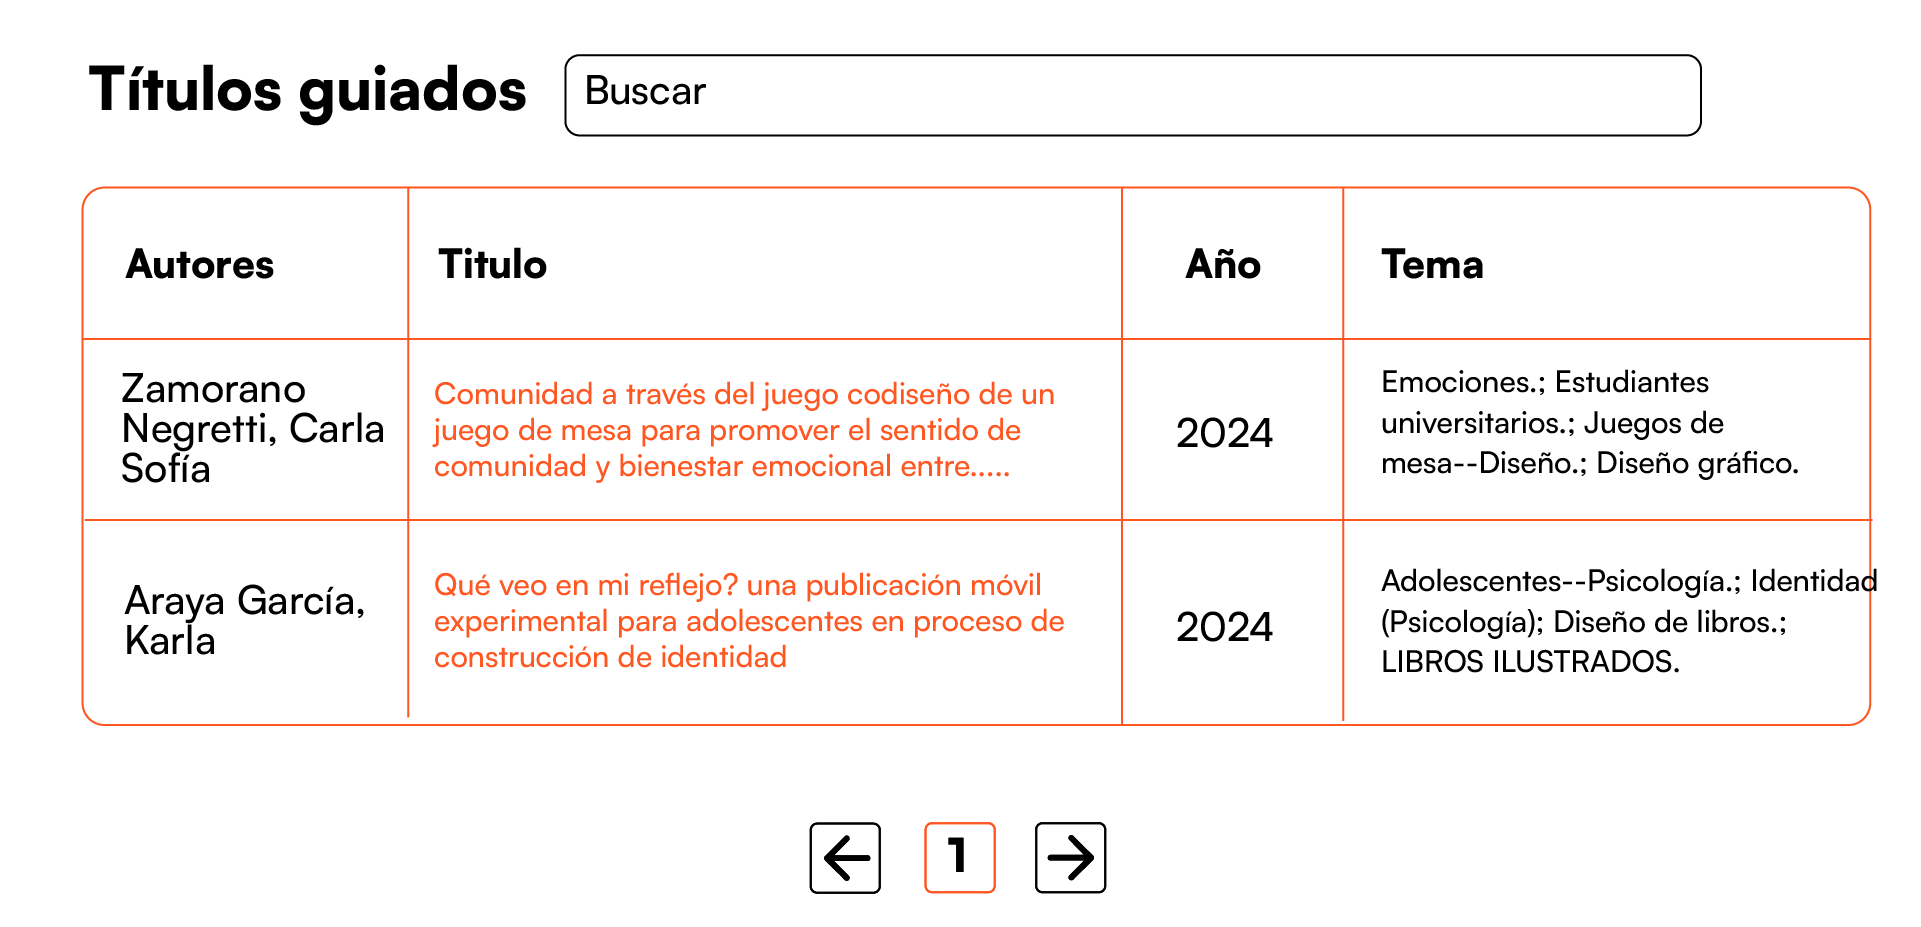 Títulos guiados
Buscar
Autores
Titulo
Año
Tema
Zamorano
Negretti, Carla
Sofía
Comunidad a través del juego codiseño de un
juego de mesa para promover el sentido de
comunidad y bienestar emocional entre.....
2024
Emociones.; Estudiantes
universitarios.; Juegos de
mesa--Diseño.; Diseño gráfico.
Araya García,
Karla
Qué veo en mi reflejo? una publicación móvil
experimental para adolescentes en proceso de
construcción de identidad
2024
Adolescentes--Psicología.; Identidad
(Psicología); Diseño de libros.;
LIBROS ILUSTRADOS.
1